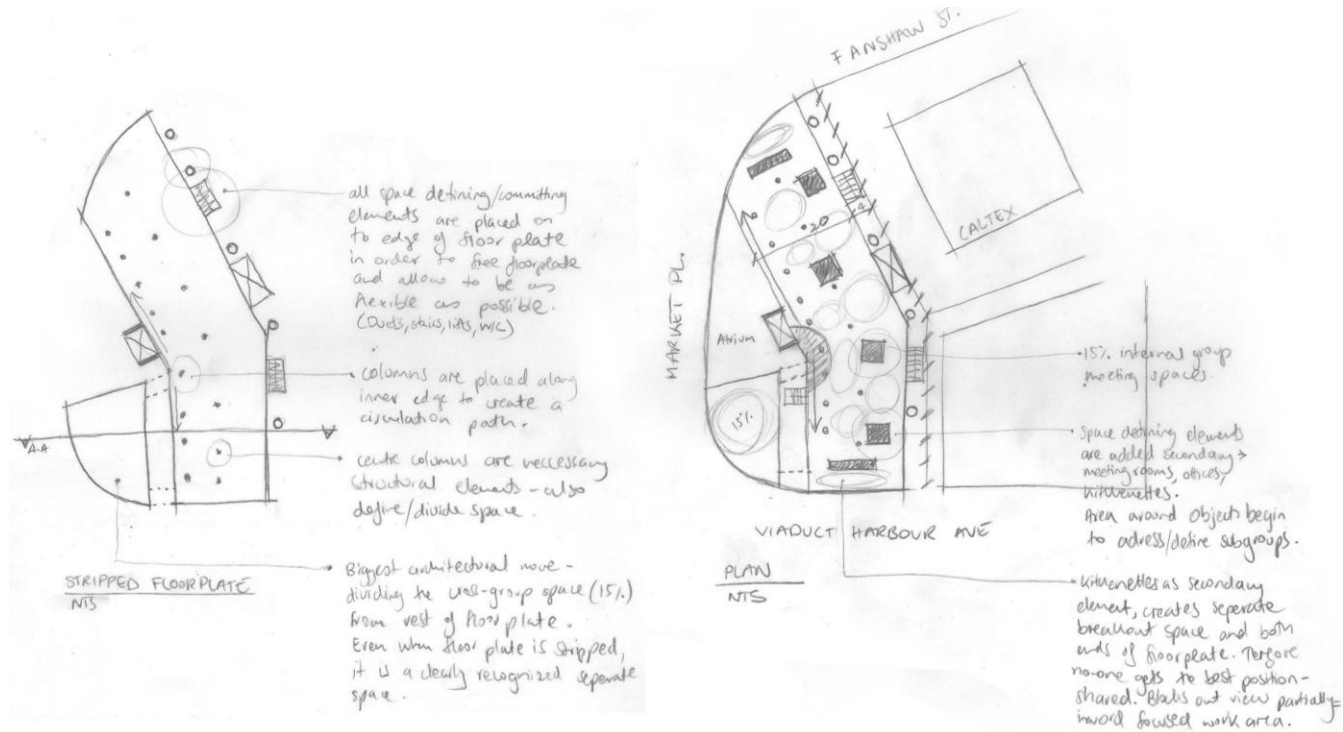 all space defining/committing
elements are placed on
to edge of floor plate
in order to free floorplate
and allow to be as
flexible as possible.
(Ducts, stairs, lifts, W/C)
columns are placed along
inner edge to create a
circulation path.
A-A
centr columns are neccessary
structural elements - also
define/divide space.
Biggest architectural move -
dividing the cross-group space (15%)
from rest of floor plate.
Even when floor plate is stripped,
it is a clearly recognized seperate
space.
STRIPPED FLOORPLATE
NTS
FANSHAW ST.
CALTEX
MARKET PL.
20
4
Atrium
15%
15% internal group
meeting spaces.
Space defining elements
are added secondary →
meeting rooms, offices,
kitchenettes.
Area around objects begin
to adress/define subgroups.
VIADUCT HARBOUR AVE
PLAN
NTS
Kitchenettes as secondary
element, creates seperate
breakout space and both
ends of floorplate. Terfore
no-one gets to best position -
shared. Blocks out view partially=
inword focused work area.